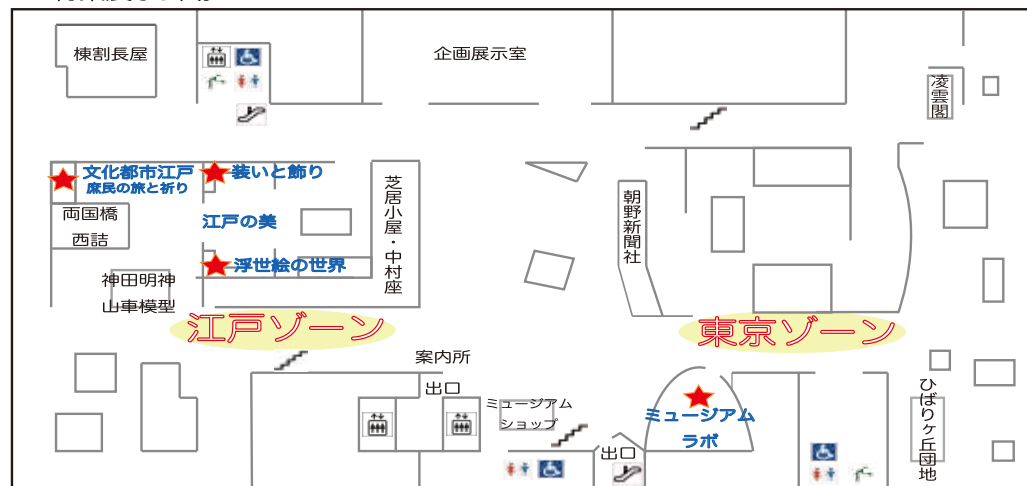 棟割長屋
企画展示室
凌雲閣
文化都市江戸
庶民の旅と祈り
装いと飾り
両国橋
西詰
江戸の美
浮世絵の世界
芝居小屋・中村座
朝野新聞社
神田明神
山車模型
江戸ゾーン
東京ゾーン
案内所
出口
ミュージアム
ショップ
出口
ミュージアム
ラボ
ひばりヶ丘団地